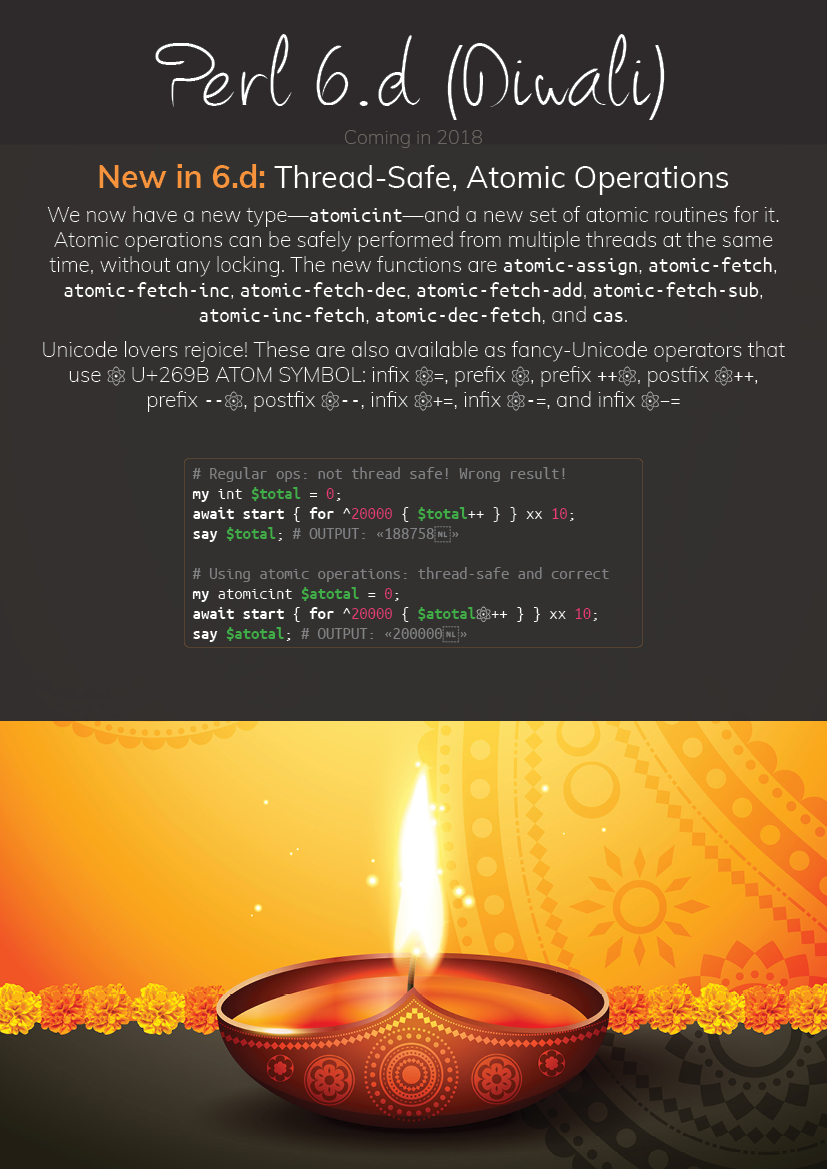 Perl 6.d (Diwali)
Coming in 2018
New in 6.d: Thread-Safe, Atomic Operations
We now have a new type—atomicint—and a new set of atomic routines for it.
Atomic operations can be safely performed from multiple threads at the same
time, without any locking. The new functions are atomic-assign, atomic-fetch,
atomic-fetch-inc, atomic-fetch-dec, atomic-fetch-add, atomic-fetch-sub,
atomic-inc-fetch, atomic-dec-fetch, and cas.
Unicode lovers rejoice! These are also available as fancy-Unicode operators that
use ⚛ U+269B ATOM SYMBOL: infix ⚛=, prefix ⚛, prefix ++⚛, postfix ⚛++,
prefix --⚛, postfix ⚛--, infix ⚛+=, infix ⚛-=, and infix ⚛−=
# Regular ops: not thread safe! Wrong result!
my int $total = 0;
await start { for ^20000 { $total++ } } xx 10;
say $total; # OUTPUT: «188758␤»
# Using atomic operations: thread-safe and correct
my atomicint $atotal = 0;
await start { for ^20000 { $atotal⚛++ } } xx 10;
say $atotal; # OUTPUT: «200000␤»